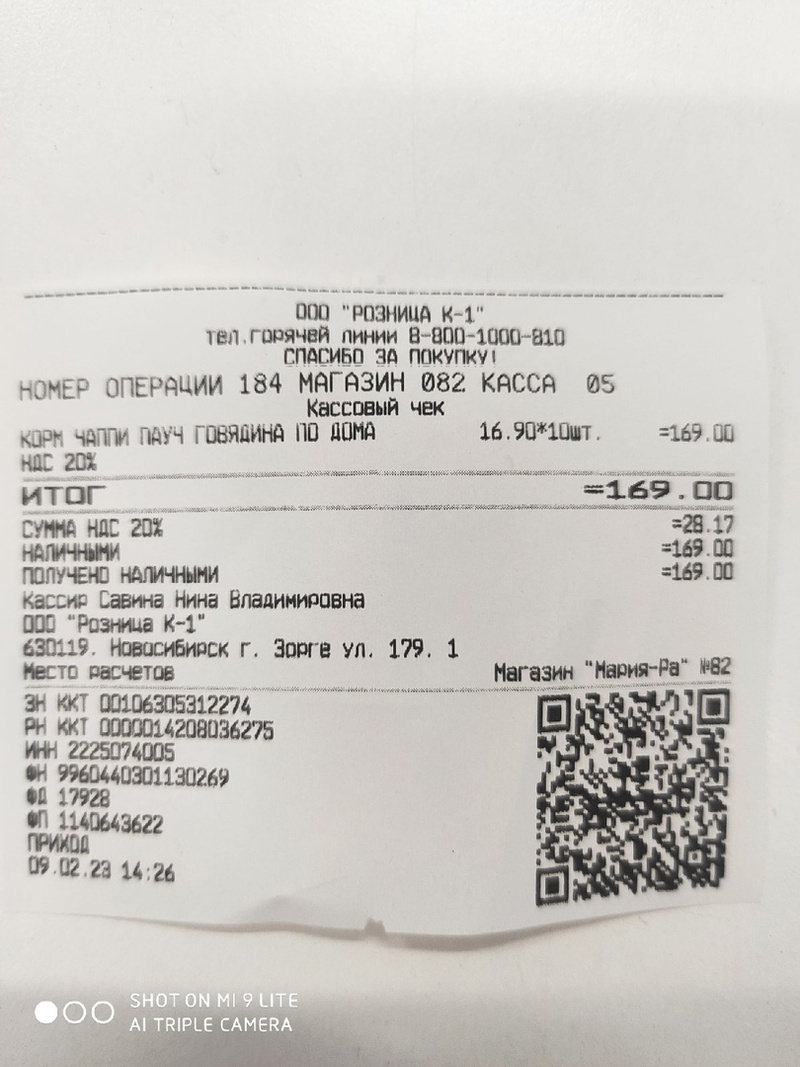 ООО "РОЗНИЦА К-1"
тел.горячей линии 8-800-1000-810
СПАСИБО ЗА ПОКУПКУ!
НОМЕР ОПЕРАЦИИ 184 МАГАЗИН 082 КАССА 05
Кассовый чек
КОРМ ЧАППИ ПАУЧ ГОВЯДИНА ПО ДОМА 16.90*10шт. =169.00
НДС 20%
ИТОГ =169.00
СУММА НДС 20% =28.17
НАЛИЧНЫМИ =169.00
ПОЛУЧЕНО НАЛИЧНЫМИ =169.00
Кассир Савина Нина Владимировна
ООО "Розница К-1"
630119. Новосибирск г. Зорге ул. 179. 1
Место расчетов Магазин "Мария-Ра" №82
ЗН ККТ 00106305312274
РН ККТ 0000014208036275
ИНН 2225074005
ФН 9960440301130269
ФД 17928
ФП 1140643622
ПРИХОД
09.02.23 14:26
SHOT ON MI 9 LITE
AI TRIPLE CAMERA